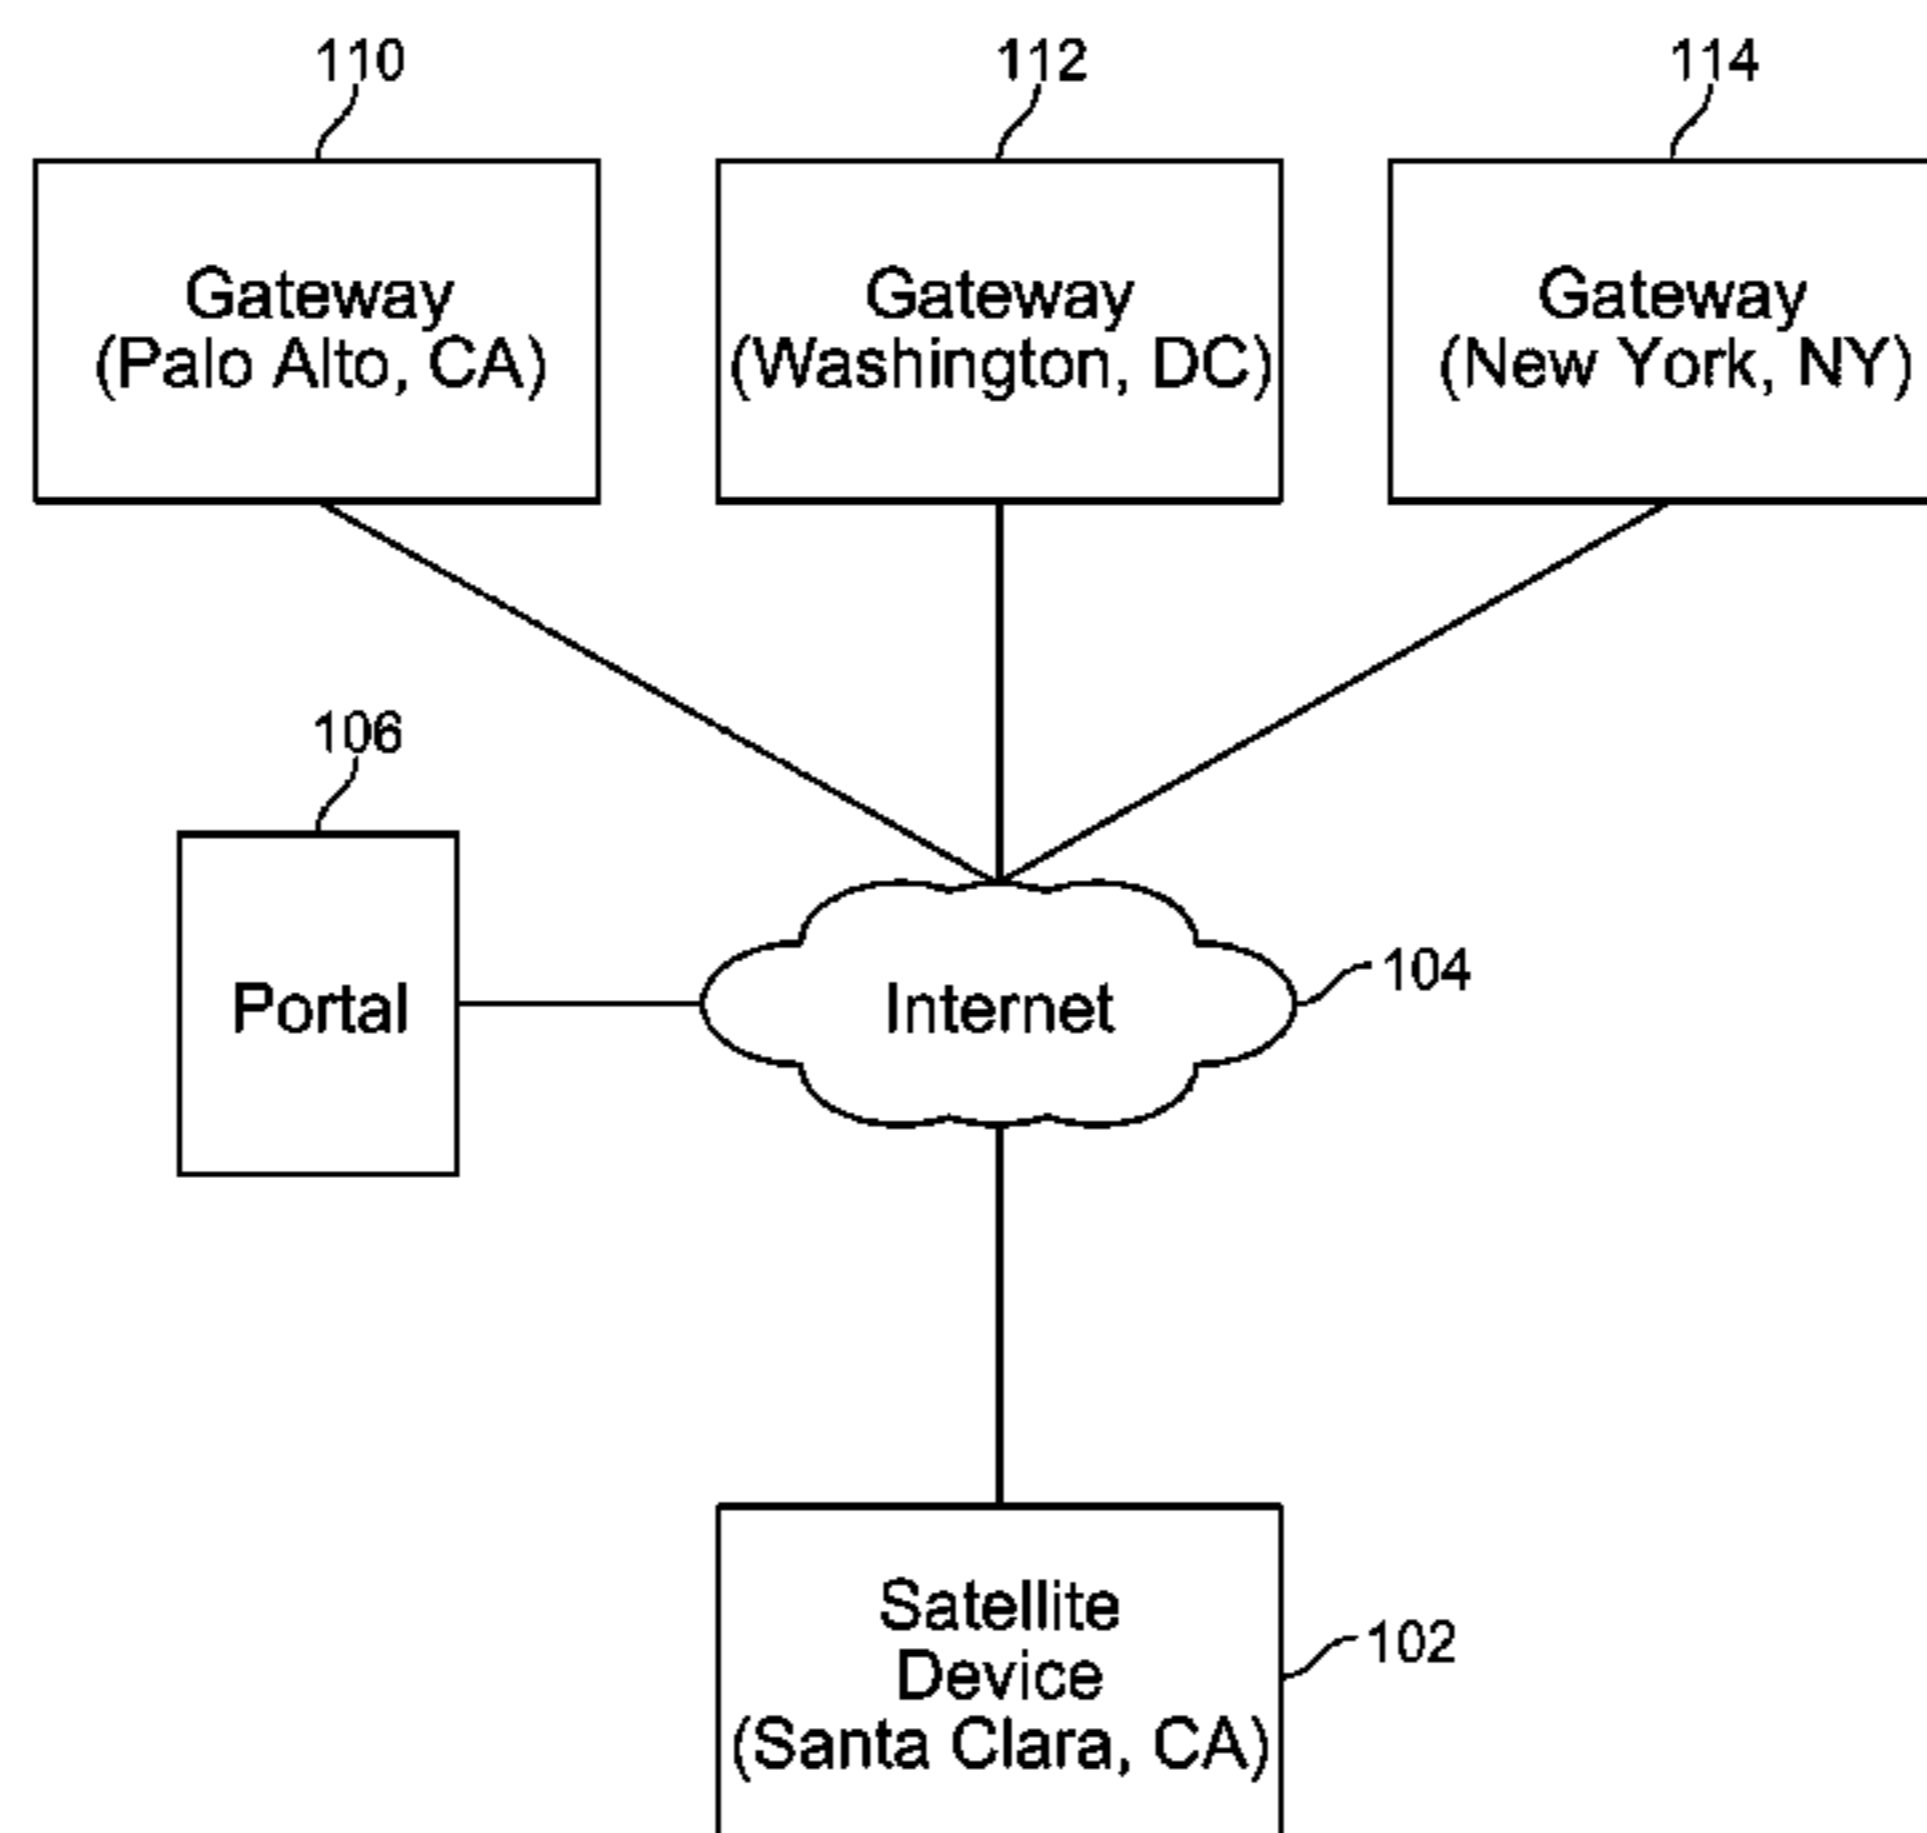 110
112
114
Gateway
(Palo Alto, CA)
Gateway
(Washington, DC)
Gateway
(New York, NY)
106
Portal
Internet
104
Satellite
Device
(Santa Clara, CA)
102